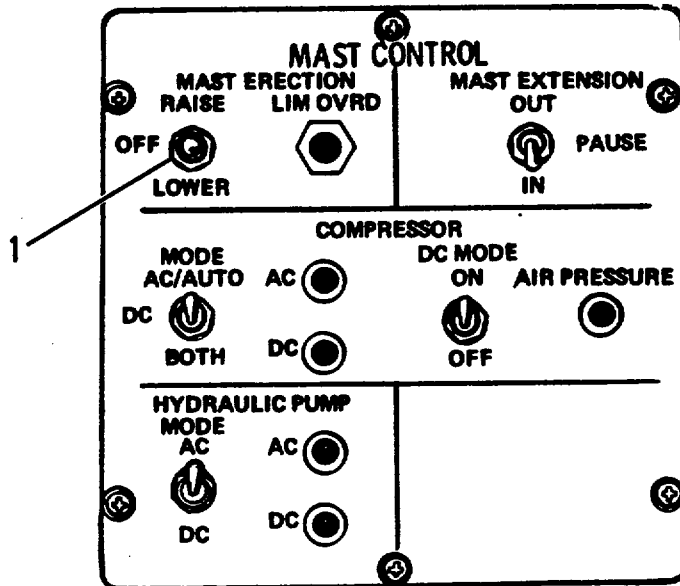 MAST CONTROL
MAST ERECTION
RAISE
LIM OVRD
OFF
LOWER
MAST EXTENSION
OUT
PAUSE
IN
1
COMPRESSOR
MODE
AC/AUTO
DC
BOTH
AC
DC
DC MODE
ON
OFF
AIR PRESSURE
HYDRAULIC PUMP
MODE
AC
DC
AC
DC